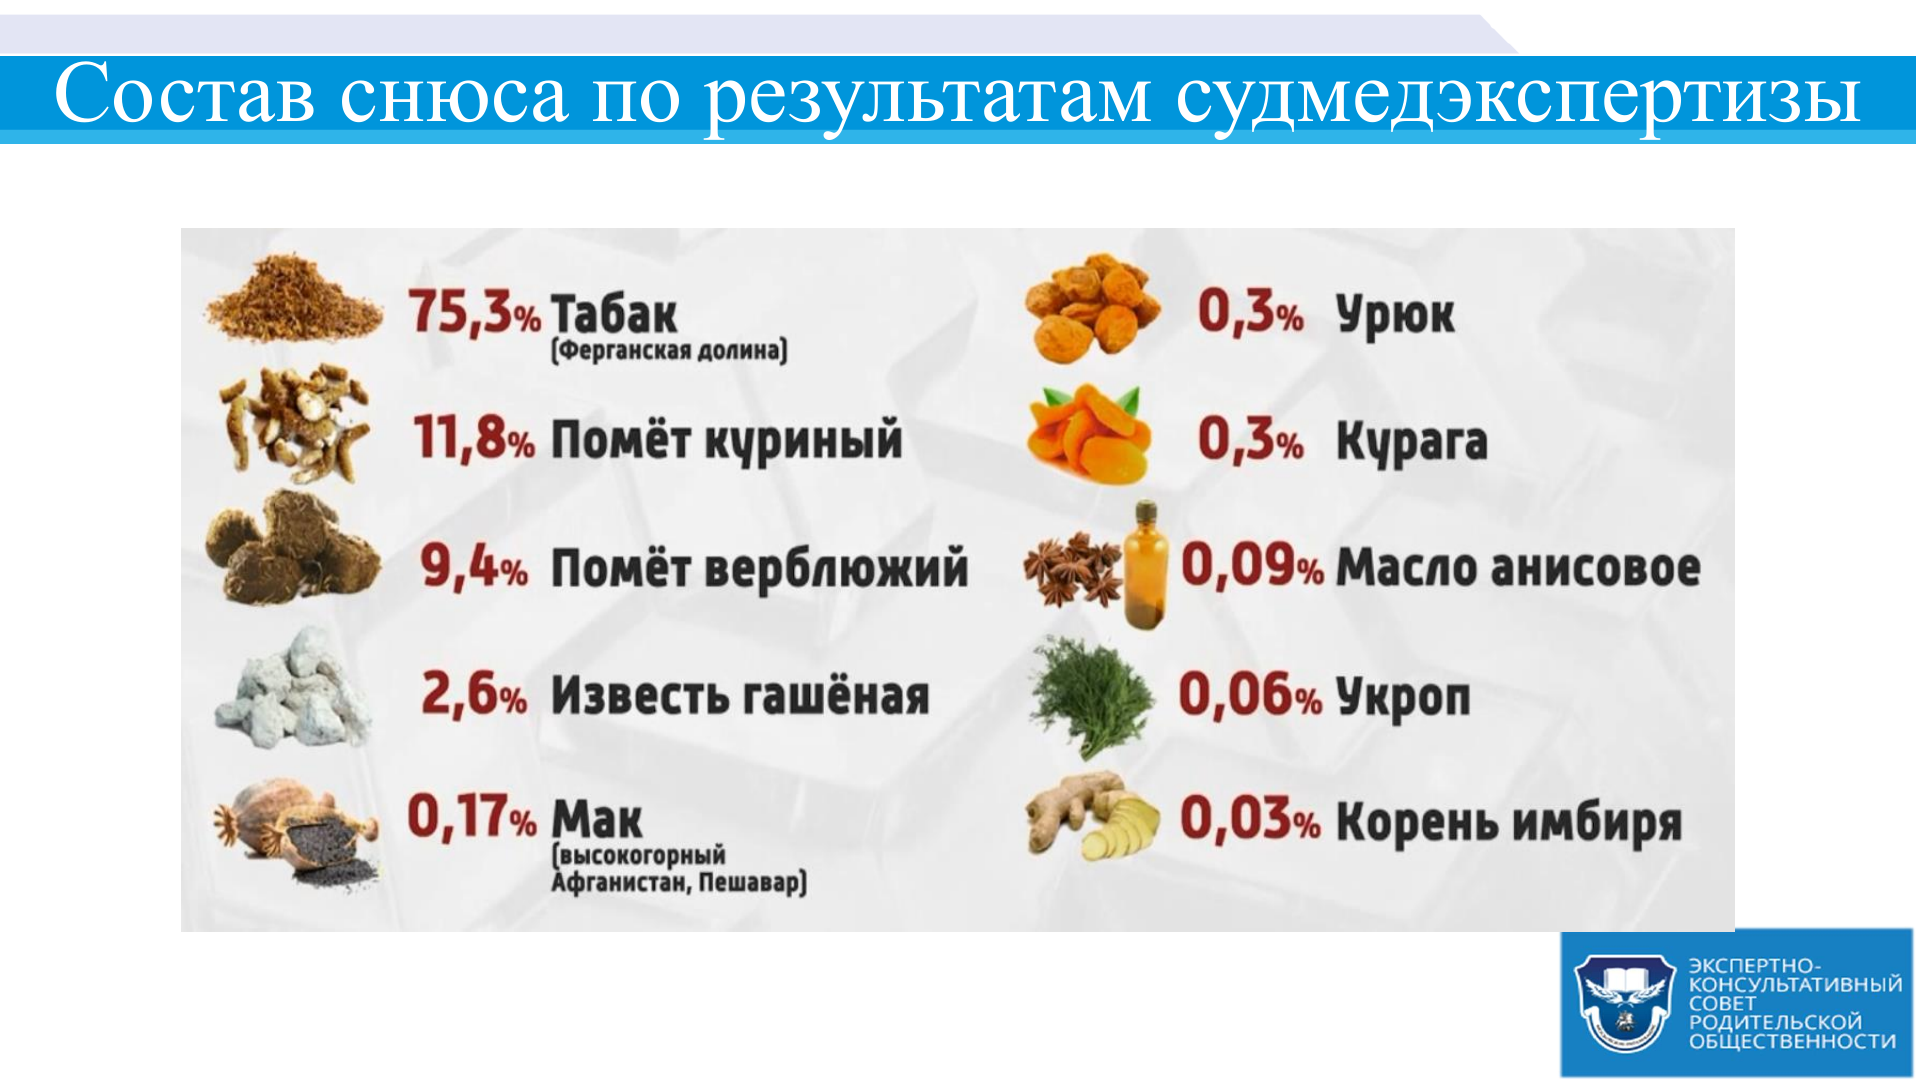 Состав снюса по результатам судмедэкспертизы
75,3% Табак
(Ферганская долина)
11,8% Помёт куриный
9,4% Помёт верблюжий
2,6% Известь гашёная
0,17% Мак
(высокогорный
Афганистан, Пешавар)
0,3% Урюк
0,3% Курага
0,09% Масло анисовое
0,06% Укроп
0,03% Корень имбиря
ЭКСПЕРТНО-
КОНСУЛЬТАТИВНЫЙ
СОВЕТ
РОДИТЕЛЬСКОЙ
ОБЩЕСТВЕННОСТИ